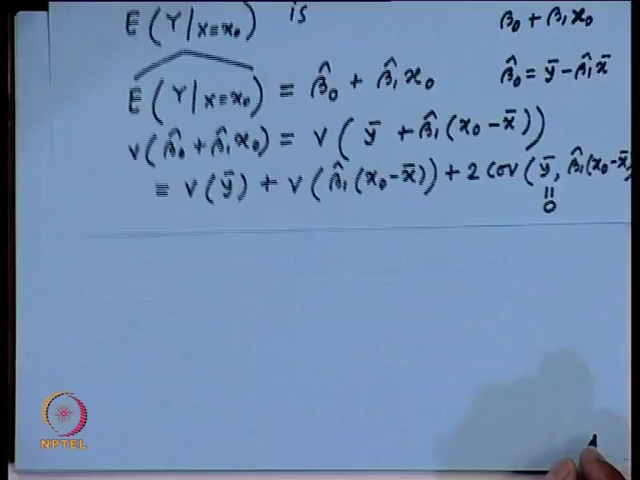 E(Y|x=x₀) is β₀ + β₁x₀
E(Y|x=x₀)^ = β̂₀ + β̂₁x₀ β̂₀ = ȳ - β̂₁x̄
V(β̂₀ + β̂₁x₀) = V(ȳ + β̂₁(x₀ - x̄))
= V(ȳ) + V(β̂₁(x₀ - x̄)) + 2 Cov(ȳ, β̂₁(x₀ - x̄
=
0
NPTEL